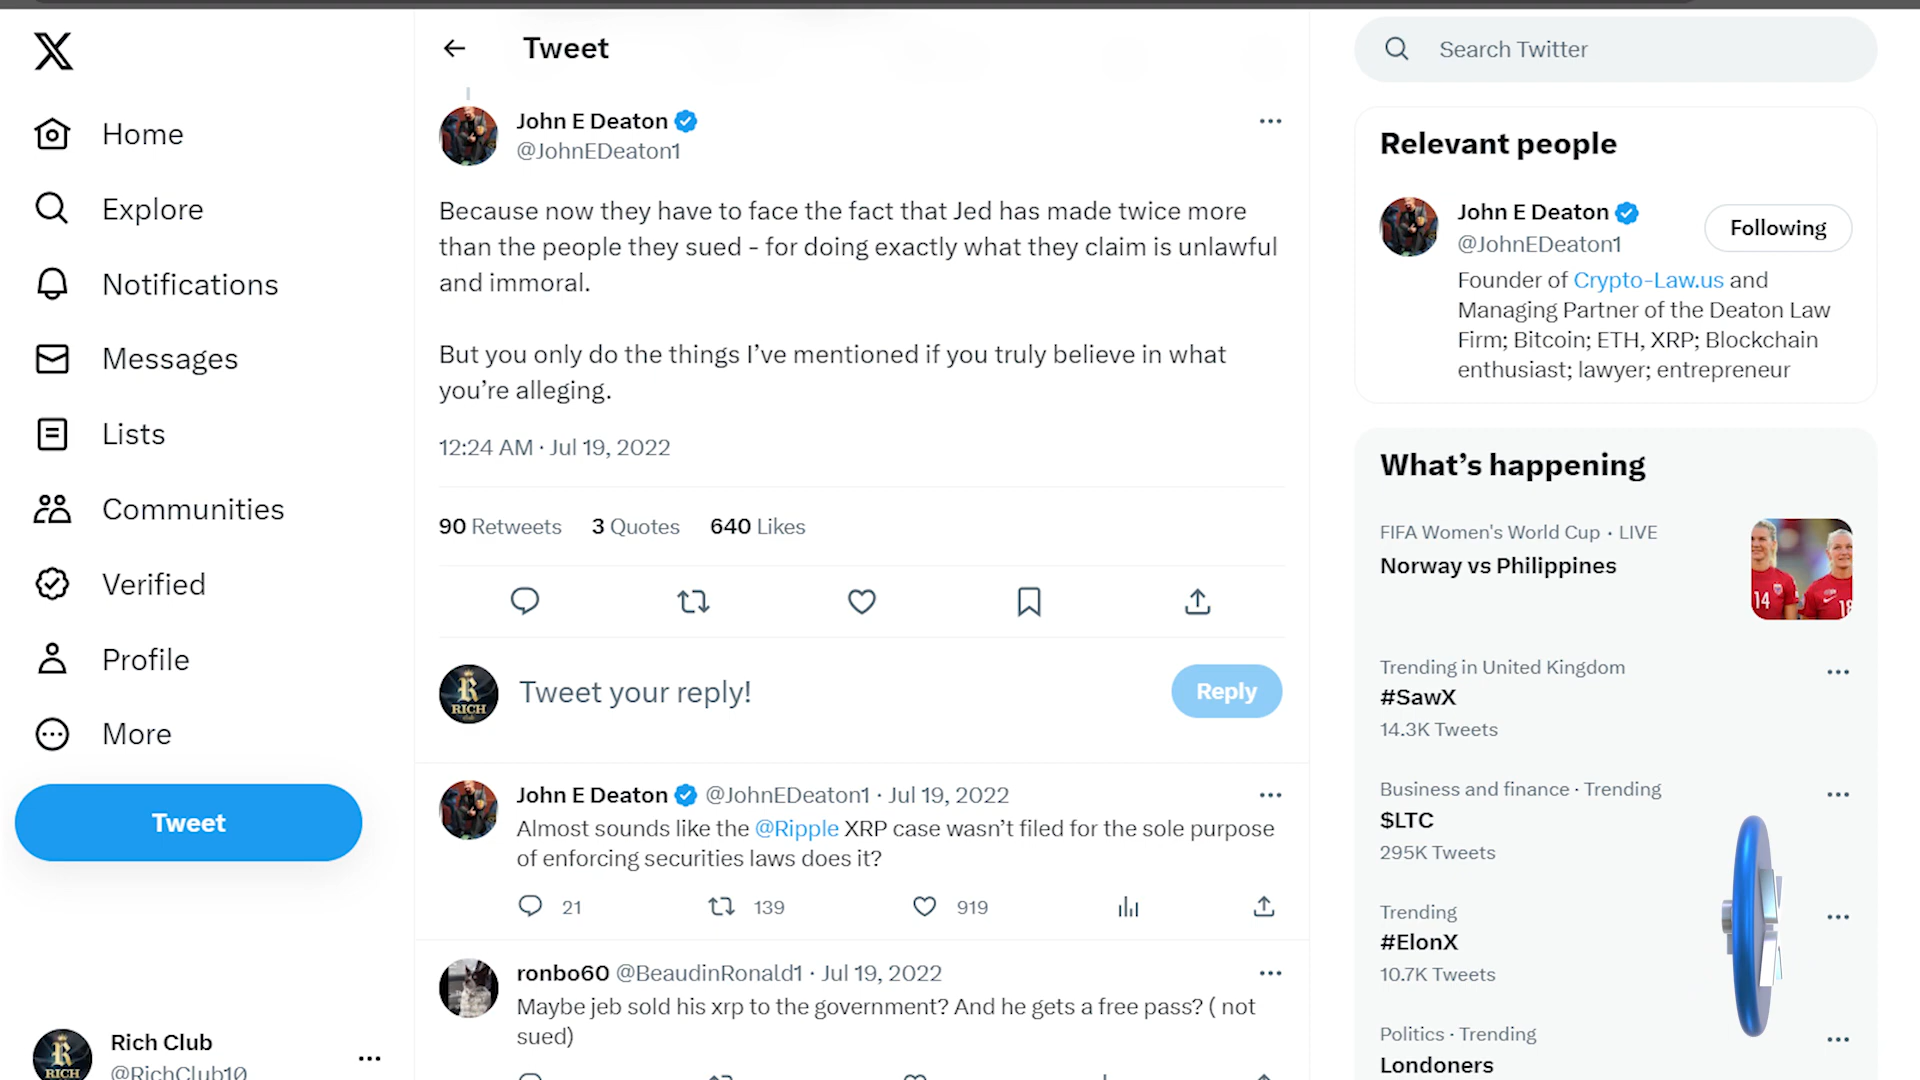 Home
Explore
Notifications
Messages
Lists
Communities
Verified
Profile
More
Tweet
Rich Club
@RichClub10
Tweet
John E Deaton
@JohnEDeaton1
Because now they have to face the fact that Jed has made twice more
than the people they sued - for doing exactly what they claim is unlawful
and immoral.
But you only do the things I’ve mentioned if you truly believe in what
you’re alleging.
12:24 AM · Jul 19, 2022
90 Retweets 3 Quotes 640 Likes
RICH
Tweet your reply!
Reply
John E Deaton @JohnEDeaton1 · Jul 19, 2022
Almost sounds like the @Ripple XRP case wasn’t filed for the sole purpose
of enforcing securities laws does it?
21 139 919
ronbo60 @BeaudinRonald1 · Jul 19, 2022
Maybe jeb sold his xrp to the government? And he gets a free pass? ( not
sued)
Search Twitter
Relevant people
John E Deaton
@JohnEDeaton1
Following
Founder of Crypto-Law.us and
Managing Partner of the Deaton Law
Firm; Bitcoin; ETH, XRP; Blockchain
enthusiast; lawyer; entrepreneur
What’s happening
FIFA Women's World Cup · LIVE
Norway vs Philippines
14
18
Trending in United Kingdom
#SawX
14.3K Tweets
Business and finance · Trending
$LTC
295K Tweets
Trending
#ElonX
10.7K Tweets
Politics · Trending
Londoners
RICH